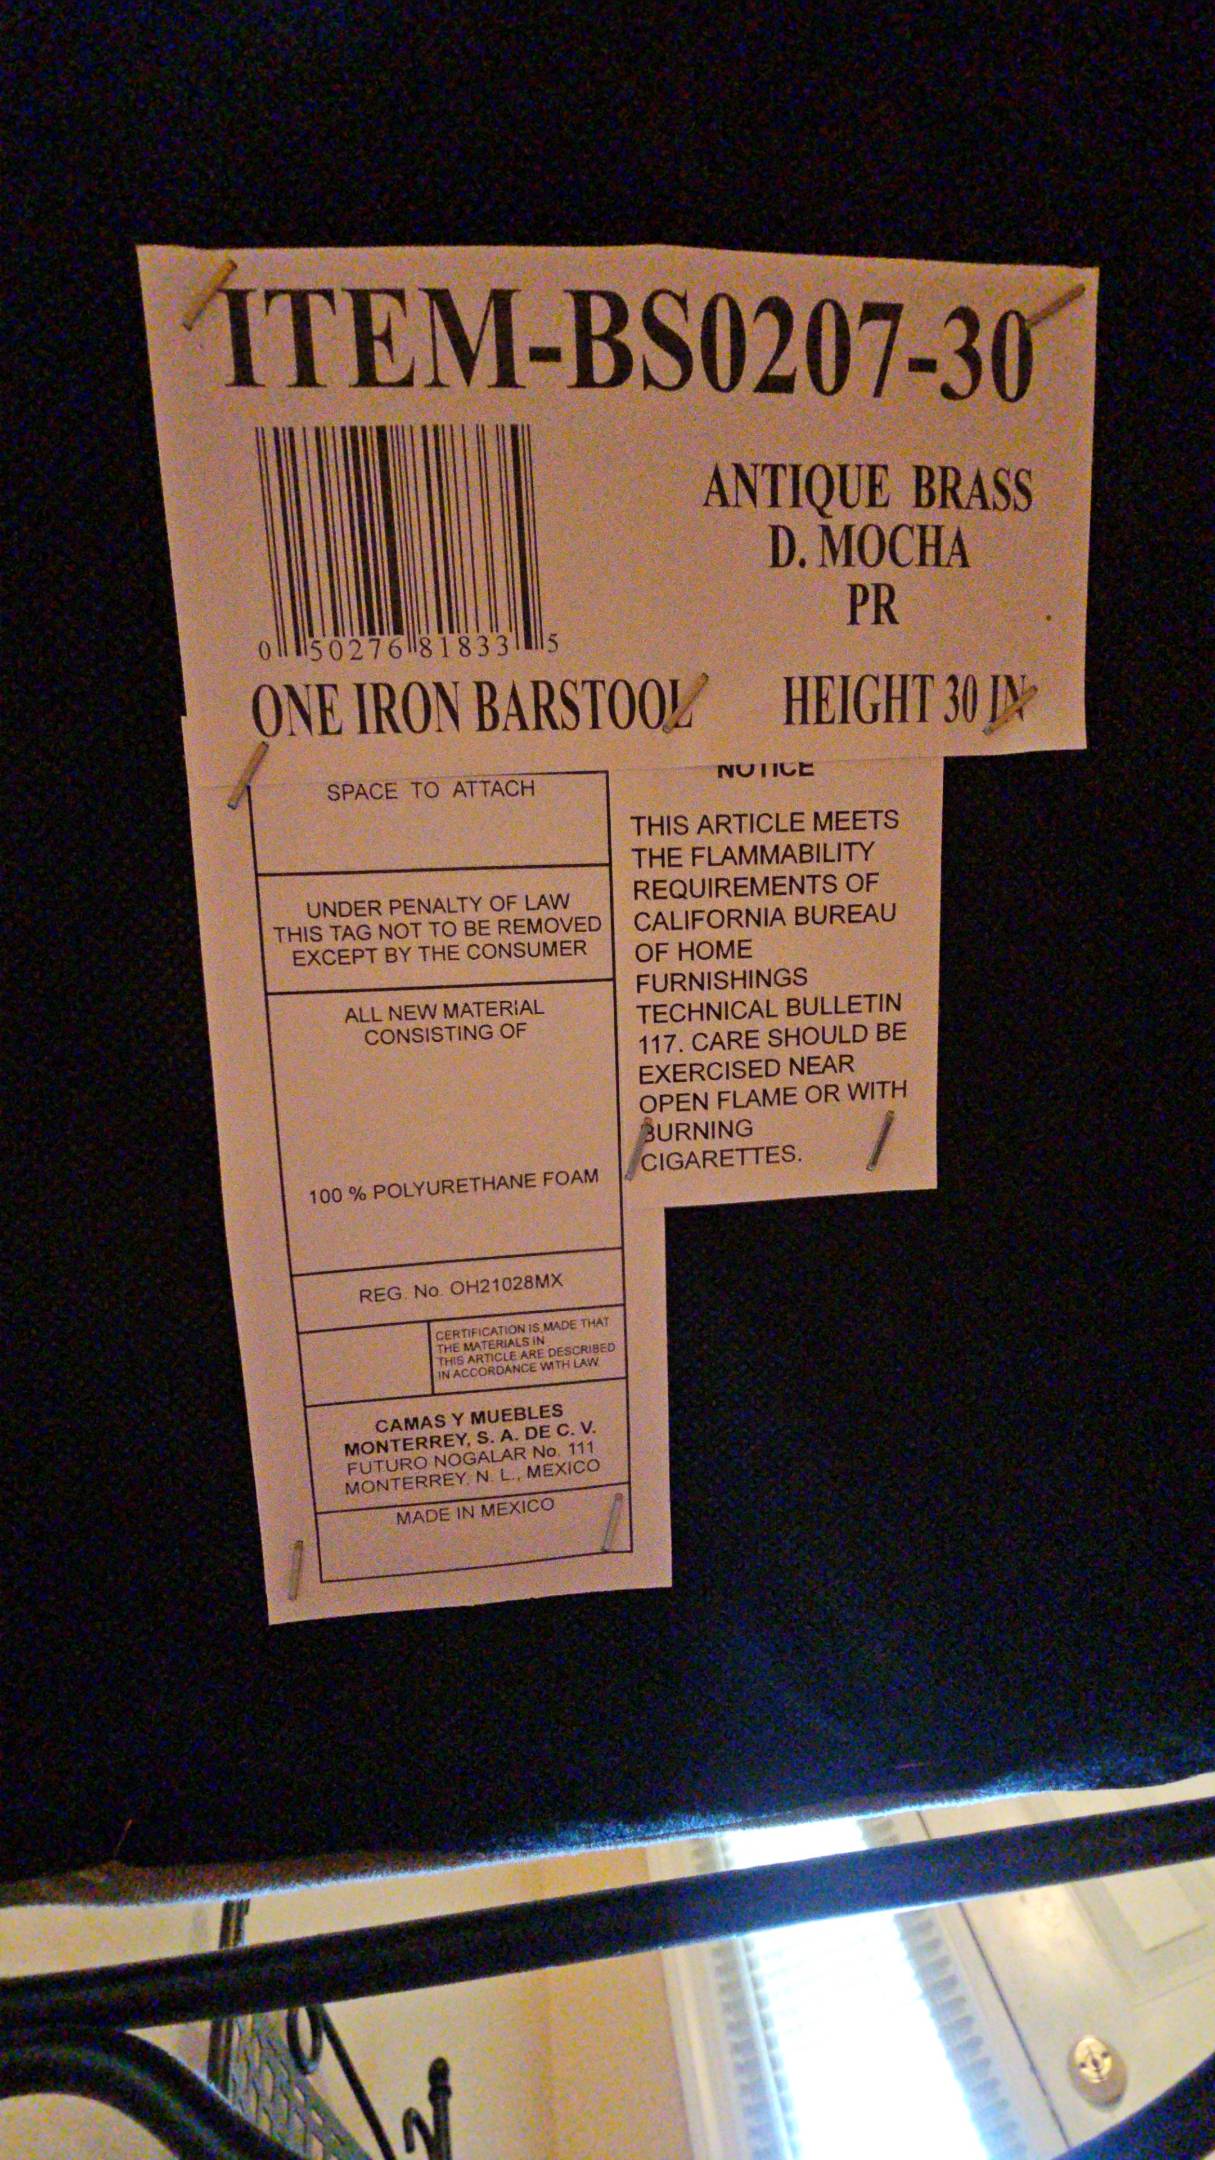 ITEM-BS0207-30
ANTIQUE BRASS
D. MOCHA
PR
0 50276 81833 5
ONE IRON BARSTOOL HEIGHT 30 IN
SPACE TO ATTACH
UNDER PENALTY OF LAW
THIS TAG NOT TO BE REMOVED
EXCEPT BY THE CONSUMER
ALL NEW MATERIAL
CONSISTING OF
100 % POLYURETHANE FOAM
REG. No. OH21028MX
CERTIFICATION IS MADE THAT
THE MATERIALS IN
THIS ARTICLE ARE DESCRIBED
IN ACCORDANCE WITH LAW
CAMAS Y MUEBLES
MONTERREY, S. A. DE C. V.
FUTURO NOGALAR No. 111
MONTERREY, N. L., MEXICO
MADE IN MEXICO
NOTICE
THIS ARTICLE MEETS
THE FLAMMABILITY
REQUIREMENTS OF
CALIFORNIA BUREAU
OF HOME
FURNISHINGS
TECHNICAL BULLETIN
117. CARE SHOULD BE
EXERCISED NEAR
OPEN FLAME OR WITH
BURNING
CIGARETTES.